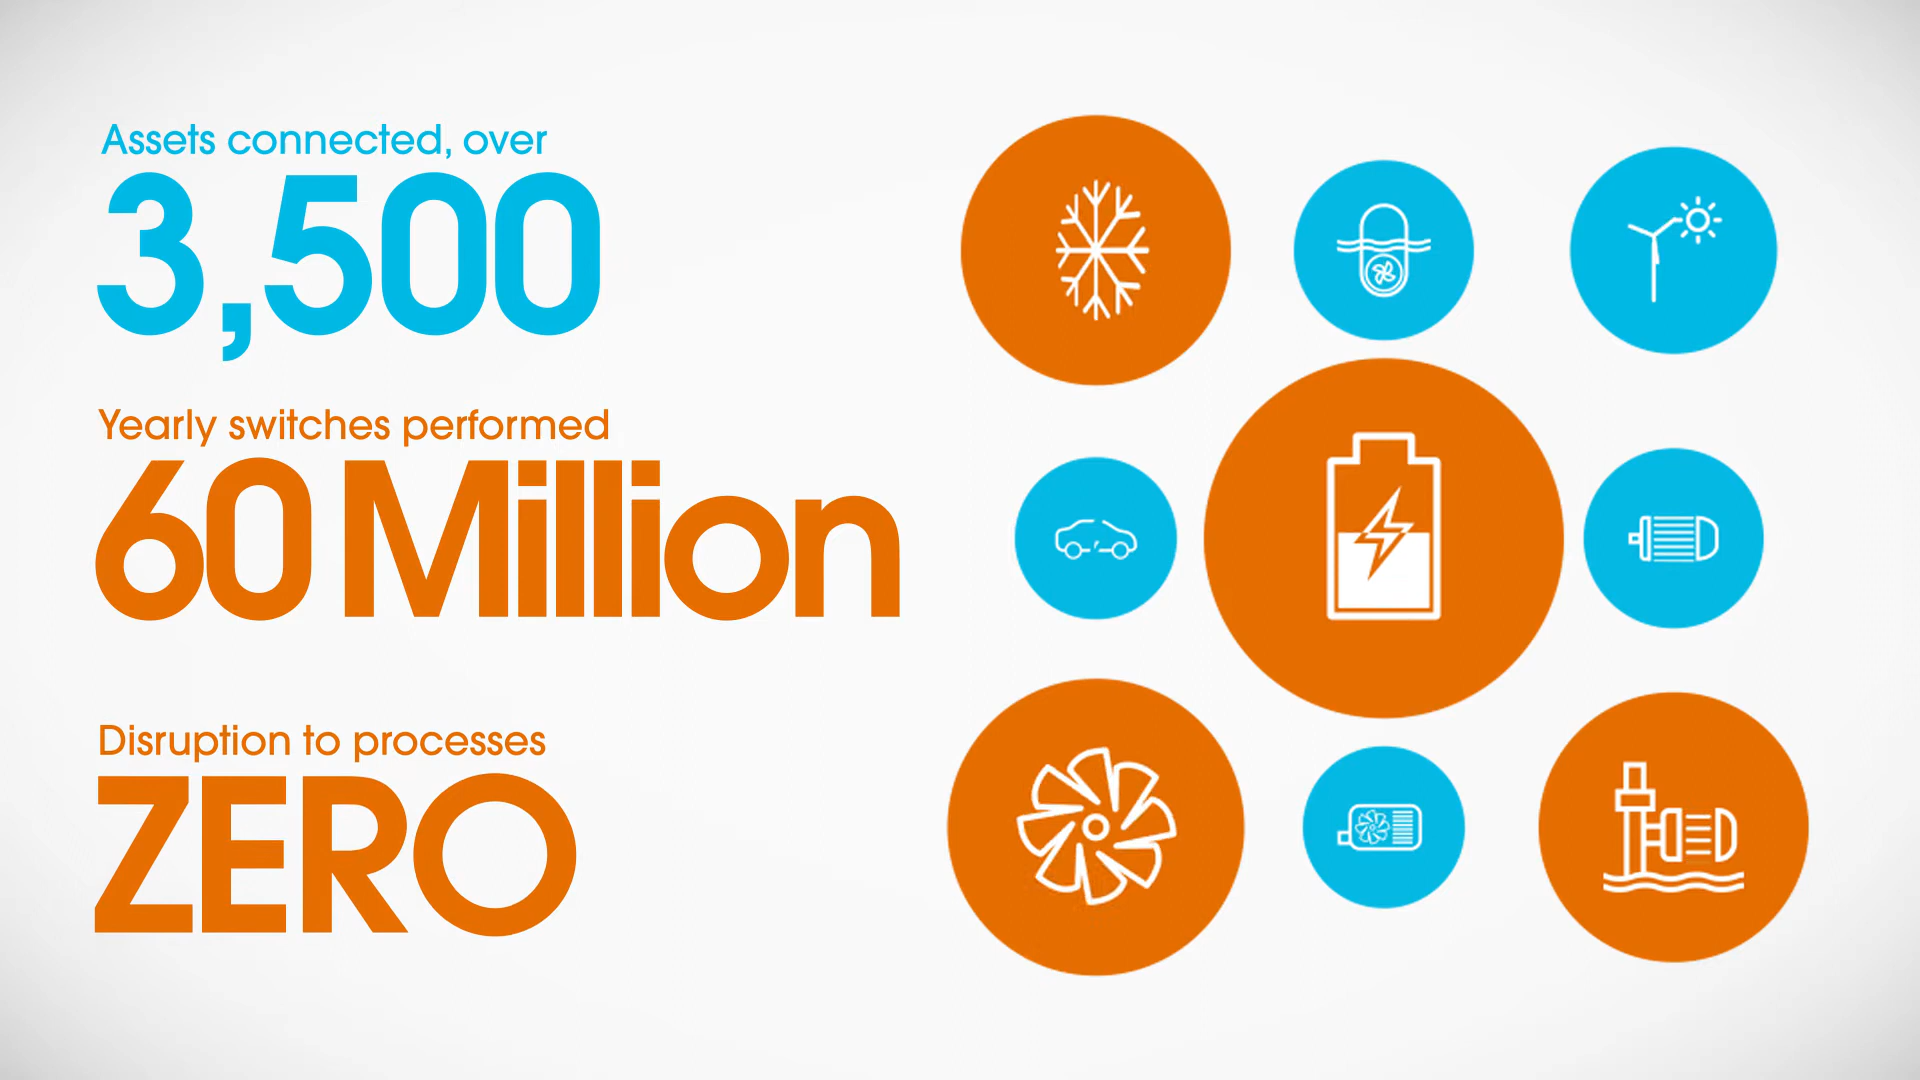 Assets connected, over
3,500
Yearly switches performed
60 Million
Disruption to processes
ZERO